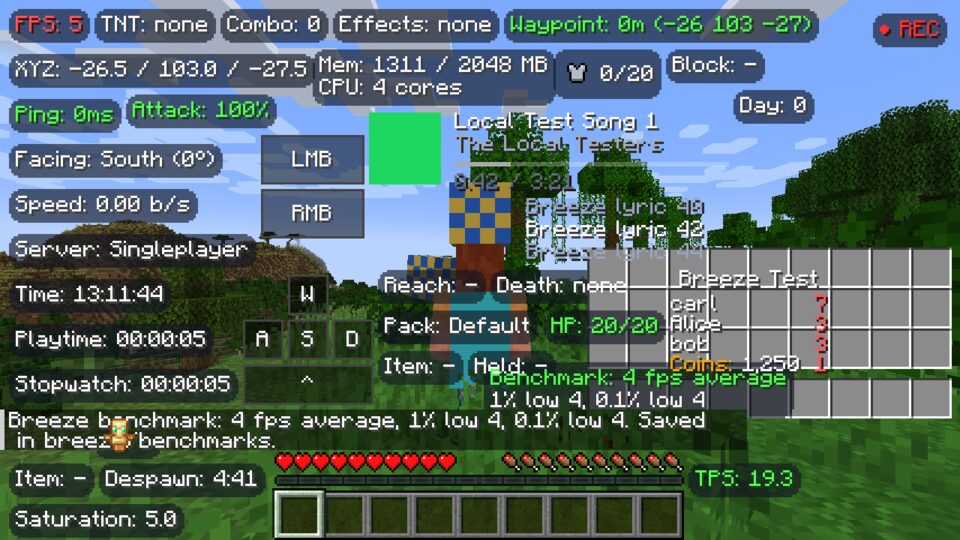 FPS: 5
TNT: none
Combo: 0
Effects: none
Waypoint: 0m (-26 103 -27)
REC
XYZ: -26.5 / 103.0 / -27.5
Mem: 1311 / 2048 MB
CPU: 4 cores
0/20
Block: -
Ping: 0ms
Attack: 100%
Day: 0
Local Test Song 1
The Local Testers
Facing: South (0°)
LMB
0:42 / 3:21
Speed: 0.00 b/s
RMB
Breeze lyric 40
Breeze lyric 42
Breeze lyric 44
Server: Singleplayer
Reach: -
Death: none
Breeze Test
Time: 13:11:44
W
carl 7
Pack: Default
HP: 20/20
Alice 3
Playtime: 00:00:05
A
S
D
bob 3
Item: -
Held: -
Coins: 1,250 1
Stopwatch: 00:00:05
^
Benchmark: 4 fps average
1% low 4, 0.1% low 4
Breeze benchmark: 4 fps average, 1% low 4, 0.1% low 4. Saved
in breeze benchmarks.
Item: -
Despawn: 4:41
TPS: 19.3
Saturation: 5.0